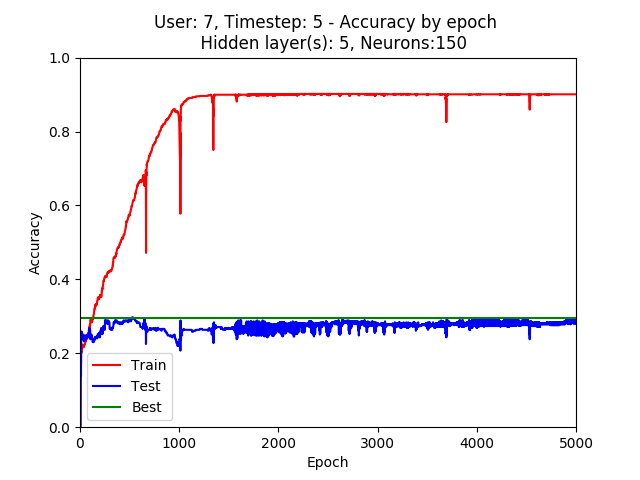 User: 7, Timestep: 5 - Accuracy by epoch
Hidden layer(s): 5, Neurons:150
1.0
0.8
0.6
0.4
0.2
0.0
Accuracy
Train
Test
Best
0 1000 2000 3000 4000 5000
Epoch